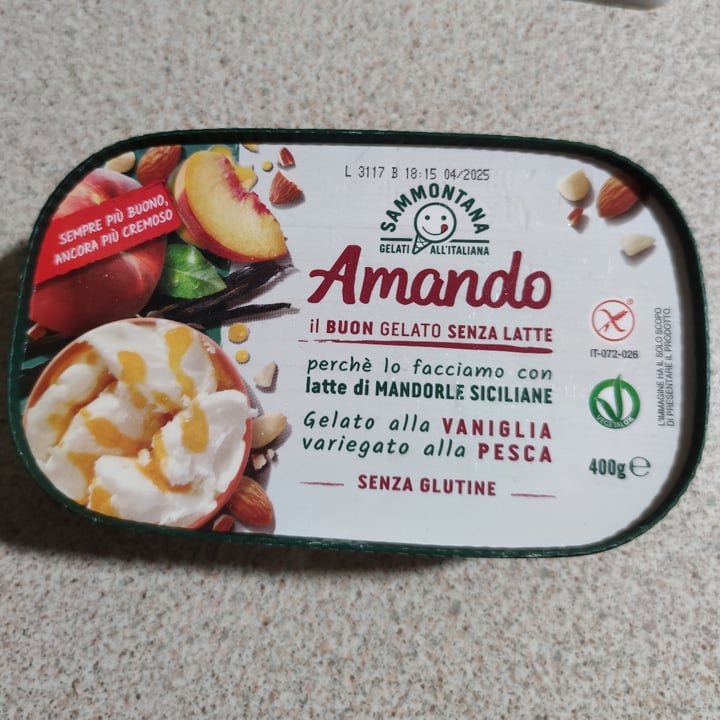 L 3117 B 18:15 04/2025
SEMPRE PIÙ BUONO,
ANCORA PIÙ CREMOSO
SAMMONTANA
GELATI ALL'ITALIANA
Amando
il BUON GELATO SENZA LATTE
perchè lo facciamo con
latte di MANDORLE SICILIANE
Gelato alla VANIGLIA
variegato alla PESCA
SENZA GLUTINE
IT-072-026
VEGETALOK
400g e
L'IMMAGINE HA IL SOLO SCOPO
DI PRESENTARE IL PRODOTTO.